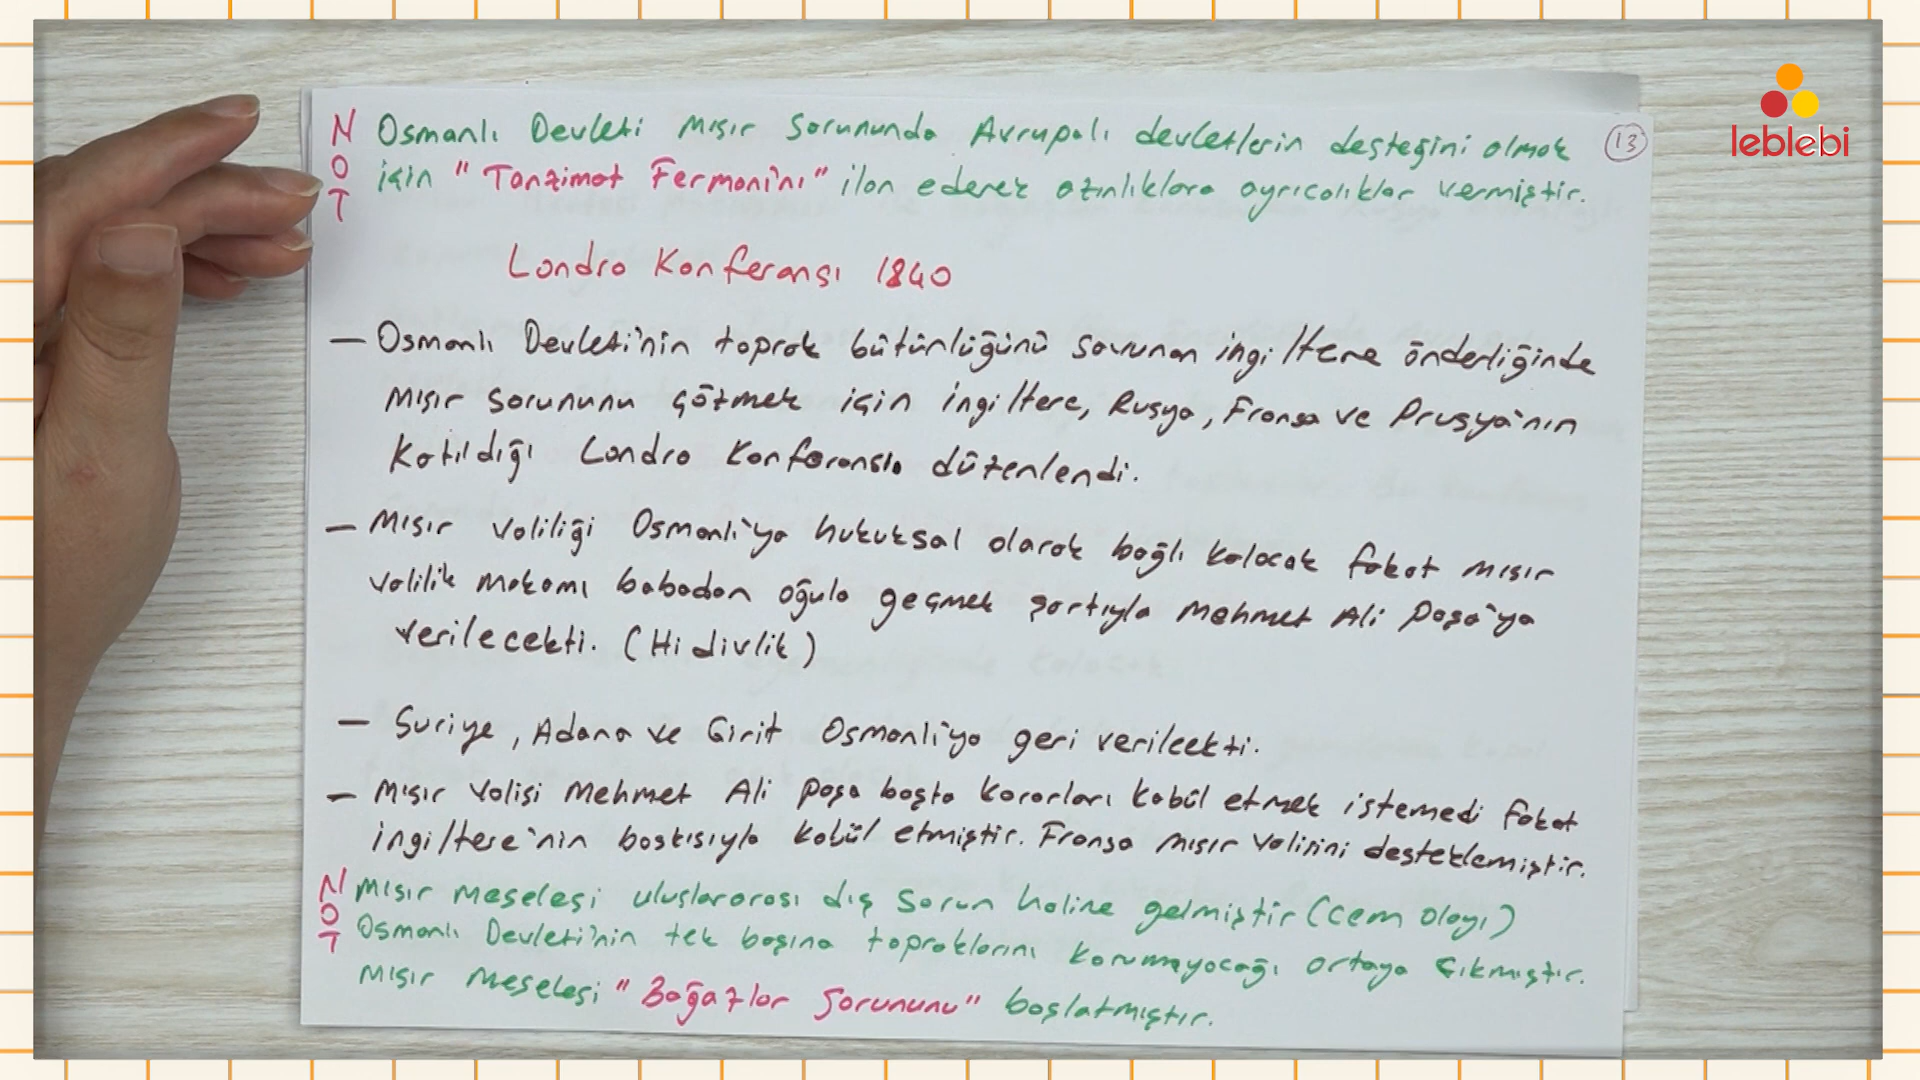 NOT Osmanlı Devleti Mısır Sorununda Avrupalı devletlerin desteğini almak 13
için "Tanzimat Fermanı'nı" ilan ederek azınlıklara ayrıcalıklar vermiştir.
leblebi
Londra Konferansı 1840
— Osmanlı Devleti'nin toprak bütünlüğünü savunan İngiltere önderliğinde
Mısır sorununu çözmek için İngiltere, Rusya, Fransa ve Prusya'nın
katıldığı Londra Konferansı düzenlendi.
— Mısır Valiliği Osmanlı'ya hukuksal olarak bağlı kalacak fakat Mısır
valilik makamı babadan oğula geçmek şartıyla Mehmet Ali Paşa'ya
verilecekti. (Hidivlik)
— Suriye, Adana ve Girit Osmanlı'ya geri verilcekti.
— Mısır Valisi Mehmet Ali Paşa başta kararları kabül etmek istemedi fakat
İngiltere'nin baskısıyla kabül etmiştir. Fransa Mısır Valisini desteklemiştir.
NOT Mısır Meselesi uluslararası dış sorun haline gelmiştir (Cem Olayı)
Osmanlı Devleti'nin tek başına topraklarını korumayacağı ortaya çıkmıştır.
Mısır Meselesi "Boğazlar Sorununu" başlatmıştır.